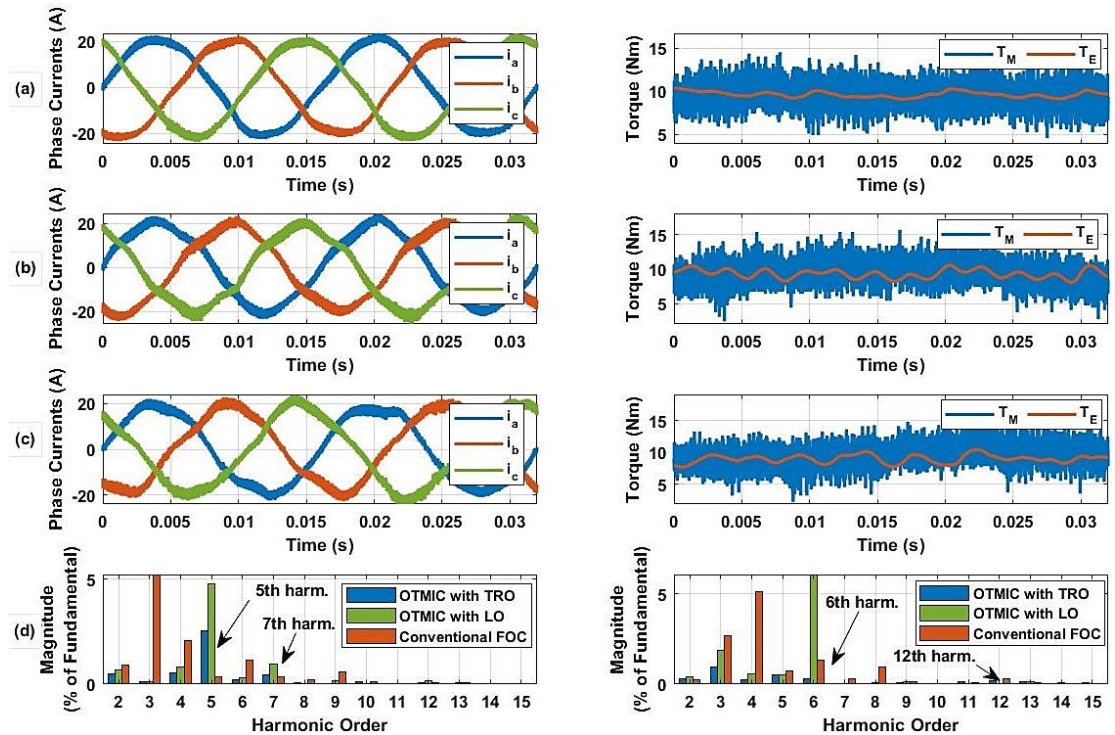 (a)
Phase Currents (A)
20
0
-20
i_a
i_b
i_c
0 0.005 0.01 0.015 0.02 0.025 0.03
Time (s)
Torque (Nm)
15
10
5
T_M T_E
0 0.005 0.01 0.015 0.02 0.025 0.03
Time (s)
(b)
Phase Currents (A)
20
0
-20
i_a
i_b
i_c
0 0.005 0.01 0.015 0.02 0.025 0.03
Time (s)
Torque (Nm)
15
10
5
T_M T_E
0 0.005 0.01 0.015 0.02 0.025 0.03
Time (s)
(c)
Phase Currents (A)
20
0
-20
i_a
i_b
i_c
0 0.005 0.01 0.015 0.02 0.025 0.03
Time (s)
Torque (Nm)
15
10
5
T_M T_E
0 0.005 0.01 0.015 0.02 0.025 0.03
Time (s)
(d)
Magnitude
(% of Fundamental)
5
0
5th harm.
7th harm.
OTMIC with TRO
OTMIC with LO
Conventional FOC
2 3 4 5 6 7 8 9 10 11 12 13 14 15
Harmonic Order
Magnitude
(% of Fundamental)
5
0
6th harm.
12th harm.
OTMIC with TRO
OTMIC with LO
Conventional FOC
2 3 4 5 6 7 8 9 10 11 12 13 14 15
Harmonic Order